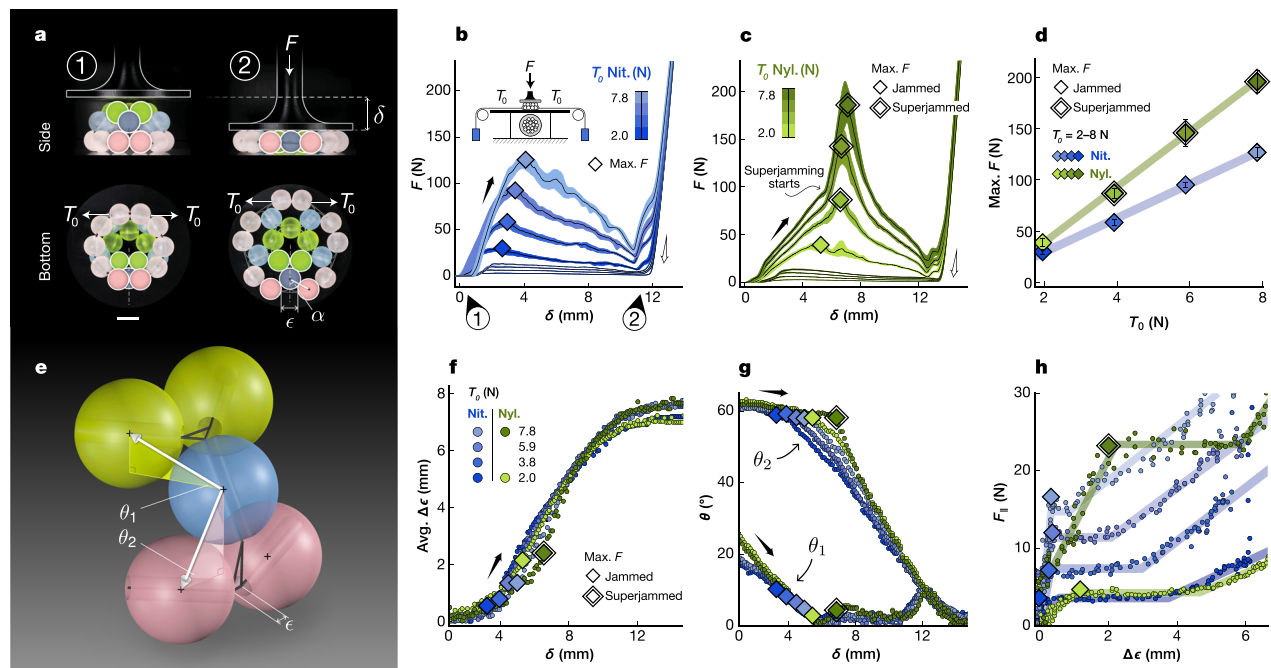 a
1
2
F
δ
Side
T₀
T₀
T₀
T₀
Bottom
ϵ
α
b
F
T₀
T₀
T₀ Nit. (N)
7.8
2.0
Max. F
200
150
100
50
0
F (N)
0
4
8
12
δ (mm)
1
2
c
T₀ Nyl. (N)
7.8
2.0
Max. F
Jammed
Superjammed
Superjamming
starts
200
150
100
50
0
F (N)
0
4
8
12
δ (mm)
d
Max. F
Jammed
Superjammed
T₀ = 2–8 N
Nit.
Nyl.
200
150
100
50
0
Max. F (N)
2
4
6
8
T₀ (N)
e
θ₁
θ₂
ϵ
f
T₀ (N)
Nit.
Nyl.
7.8
5.9
3.8
2.0
Max. F
Jammed
Superjammed
8
6
4
2
0
Avg. Δϵ (mm)
0
4
8
12
δ (mm)
g
θ₂
θ₁
60
40
20
0
θ (°)
0
4
8
12
δ (mm)
h
30
20
10
0
F∥ (N)
0
2
4
6
Δϵ (mm)